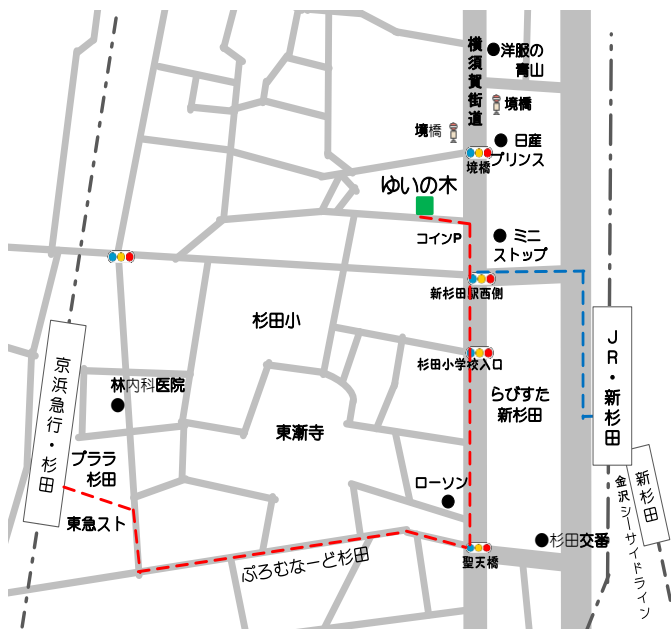 横須賀街道
洋服の
青山
境橋
境橋
日産
プリンス
境橋
ゆいの木
コインP
ミニ
ストップ
新杉田駅西側
杉田小
杉田小学校入口
JR・新杉田
京浜急行・杉田
林内科医院
らびすた
新杉田
東漸寺
プララ
杉田
ローソン
新杉田
金沢シーサイドライン
東急スト
杉田交番
ぷろむなーど杉田
聖天橋